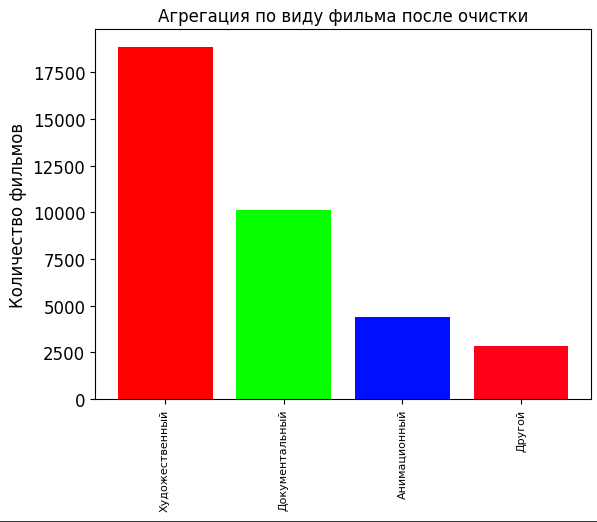 Агрегация по виду фильма после очистки
Количество фильмов
17500
15000
12500
10000
7500
5000
2500
0
Художественный
Документальный
Анимационный
Другой